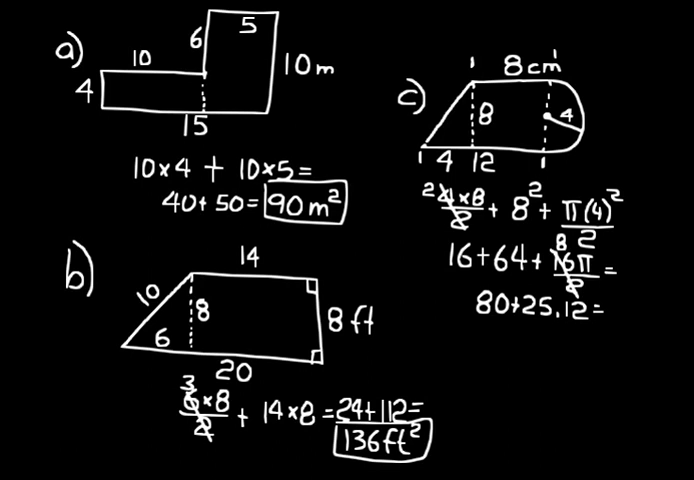 a) 10 4 6 5 10m 15
10×4 + 10×5=
40+50= 90m²
b) 14 10 8 6 8ft 20
6×8/2 3 + 14×8 = 24+112=
136ft²
c) 8cm 8 4 4 12
2 4×8/2 + 8² + π(4)²/2
16+64+ 8 16π/2 =
80+25.12=